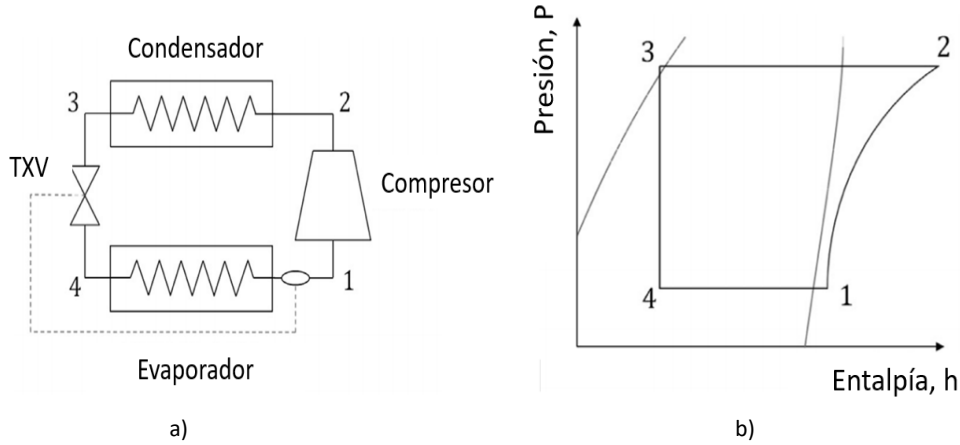 Condensador
3
2
TXV
Compresor
4
1
Evaporador
a)
Presión, P
3
2
4
1
Entalpía, h
b)